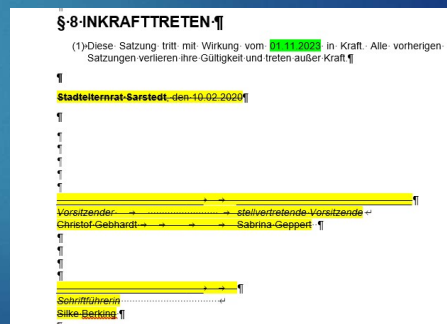 § 8 INKRAFTTRETEN
(1) Diese Satzung tritt mit Wirkung vom 01.11.2023 in Kraft. Alle vorherigen
Satzungen verlieren ihre Gültigkeit und treten außer Kraft.
Stadtelternrat Sarstedt, den 10.02.2020
Vorsitzender stellvertretende Vorsitzende
Christof Gebhardt Sabrina Geppert
Schriftführerin
Silke Berking